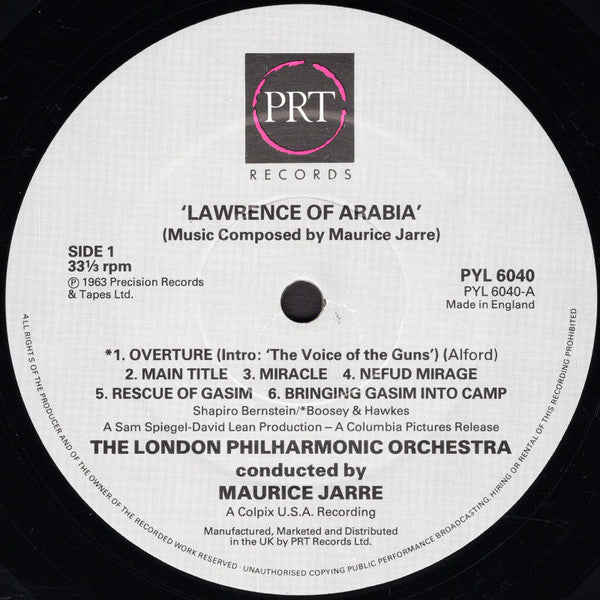 PRT
RECORDS
'LAWRENCE OF ARABIA'
(Music Composed by Maurice Jarre)
SIDE 1
33⅓ rpm
℗ 1963 Precision Records
& Tapes Ltd.
PYL 6040
PYL 6040-A
Made in England
*1. OVERTURE (Intro: 'The Voice of the Guns') (Alford)
2. MAIN TITLE 3. MIRACLE 4. NEFUD MIRAGE
5. RESCUE OF GASIM 6. BRINGING GASIM INTO CAMP
Shapiro Bernstein/*Boosey & Hawkes
A Sam Spiegel-David Lean Production – A Columbia Pictures Release
THE LONDON PHILHARMONIC ORCHESTRA
conducted by
MAURICE JARRE
A Colpix U.S.A. Recording
Manufactured, Marketed and Distributed
in the UK by PRT Records Ltd.
ALL RIGHTS OF THE PRODUCER AND OF THE OWNER OF THE RECORDED WORK RESERVED · UNAUTHORISED COPYING PUBLIC PERFORMANCE BROADCASTING, HIRING OR RENTAL OF THIS RECORDING PROHIBITED